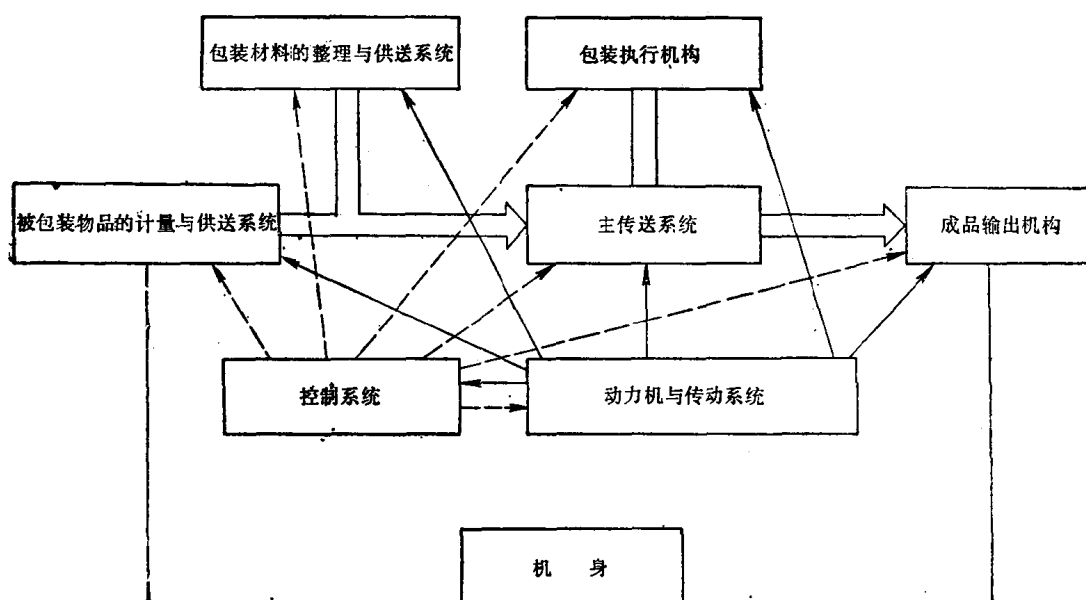 包装材料的整理与供送系统
包装执行机构
被包装物品的计量与供送系统
主传送系统
成品输出机构
控制系统
动力机与传动系统
机 身